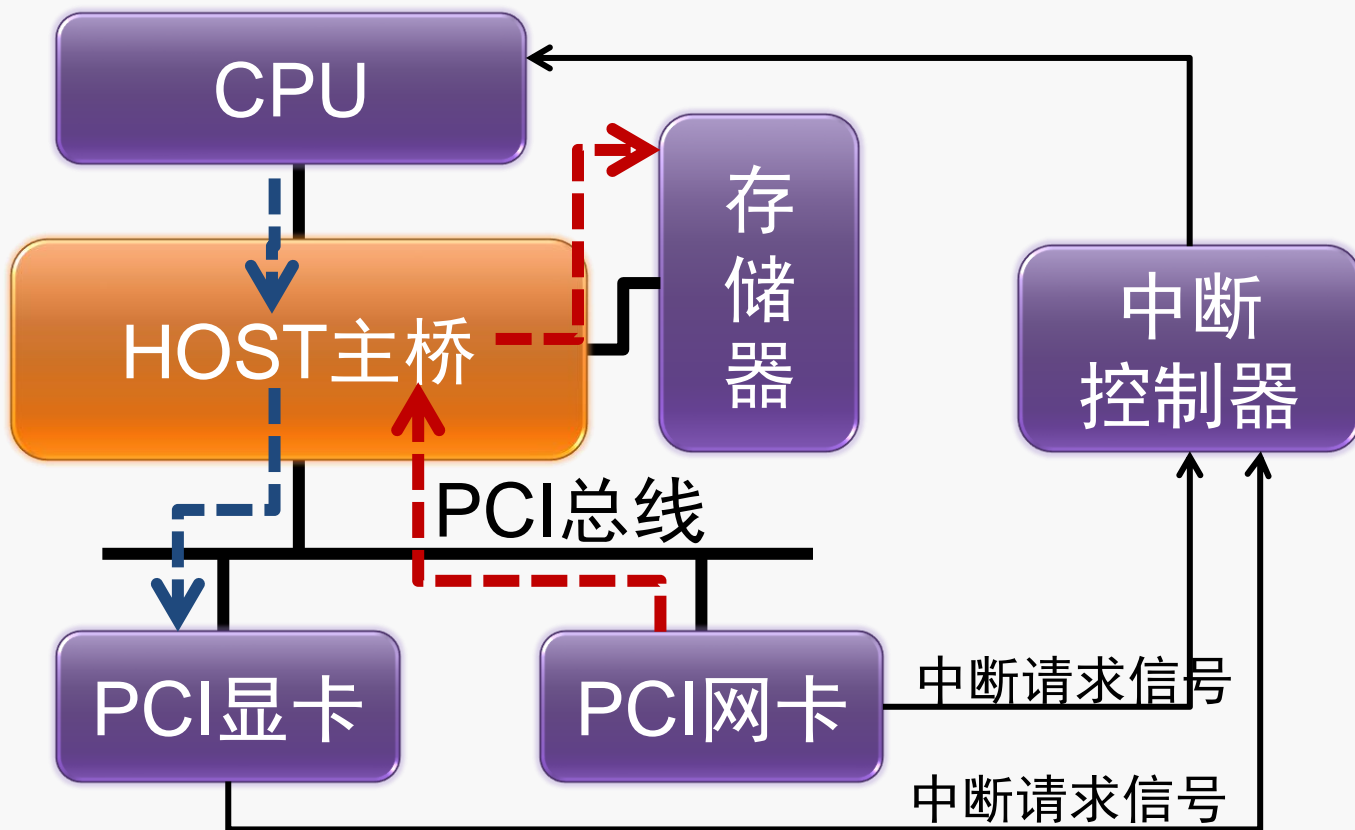 CPU
存
储
器
中断
控制器
HOST主桥
PCI总线
PCI显卡
PCI网卡
中断请求信号
中断请求信号